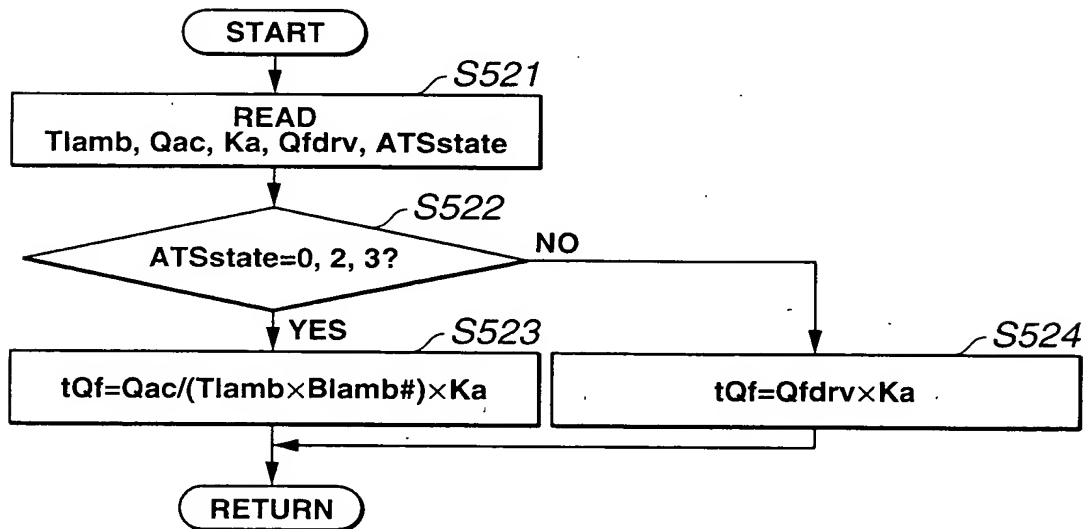 START
S521
READ
Tlamb, Qac, Ka, Qfdrv, ATSstate
S522
ATSstate=0, 2, 3?
NO
YES
S523
tQf=Qac/(Tlamb×Blamb#)×Ka
S524
tQf=Qfdrv×Ka
RETURN